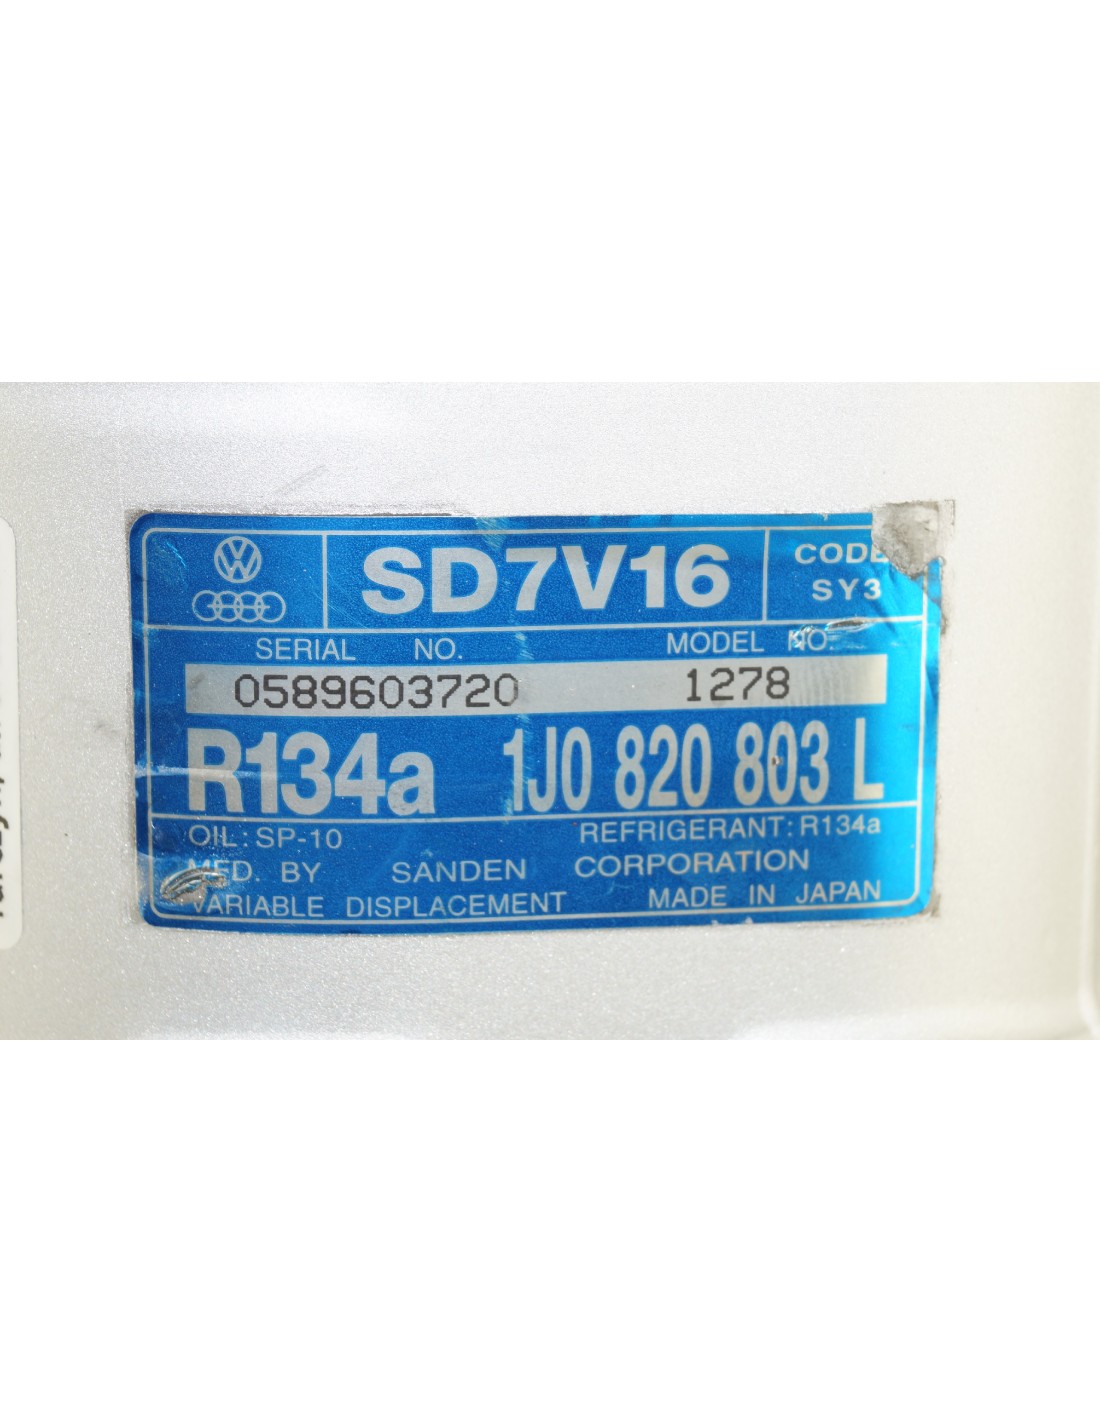 SD7V16
CODE
SY3
SERIAL NO. MODEL NO.
0589603720 1278
R134a 1J0 820 803 L
OIL: SP-10 REFRIGERANT: R134a
MFD. BY SANDEN CORPORATION
VARIABLE DISPLACEMENT MADE IN JAPAN